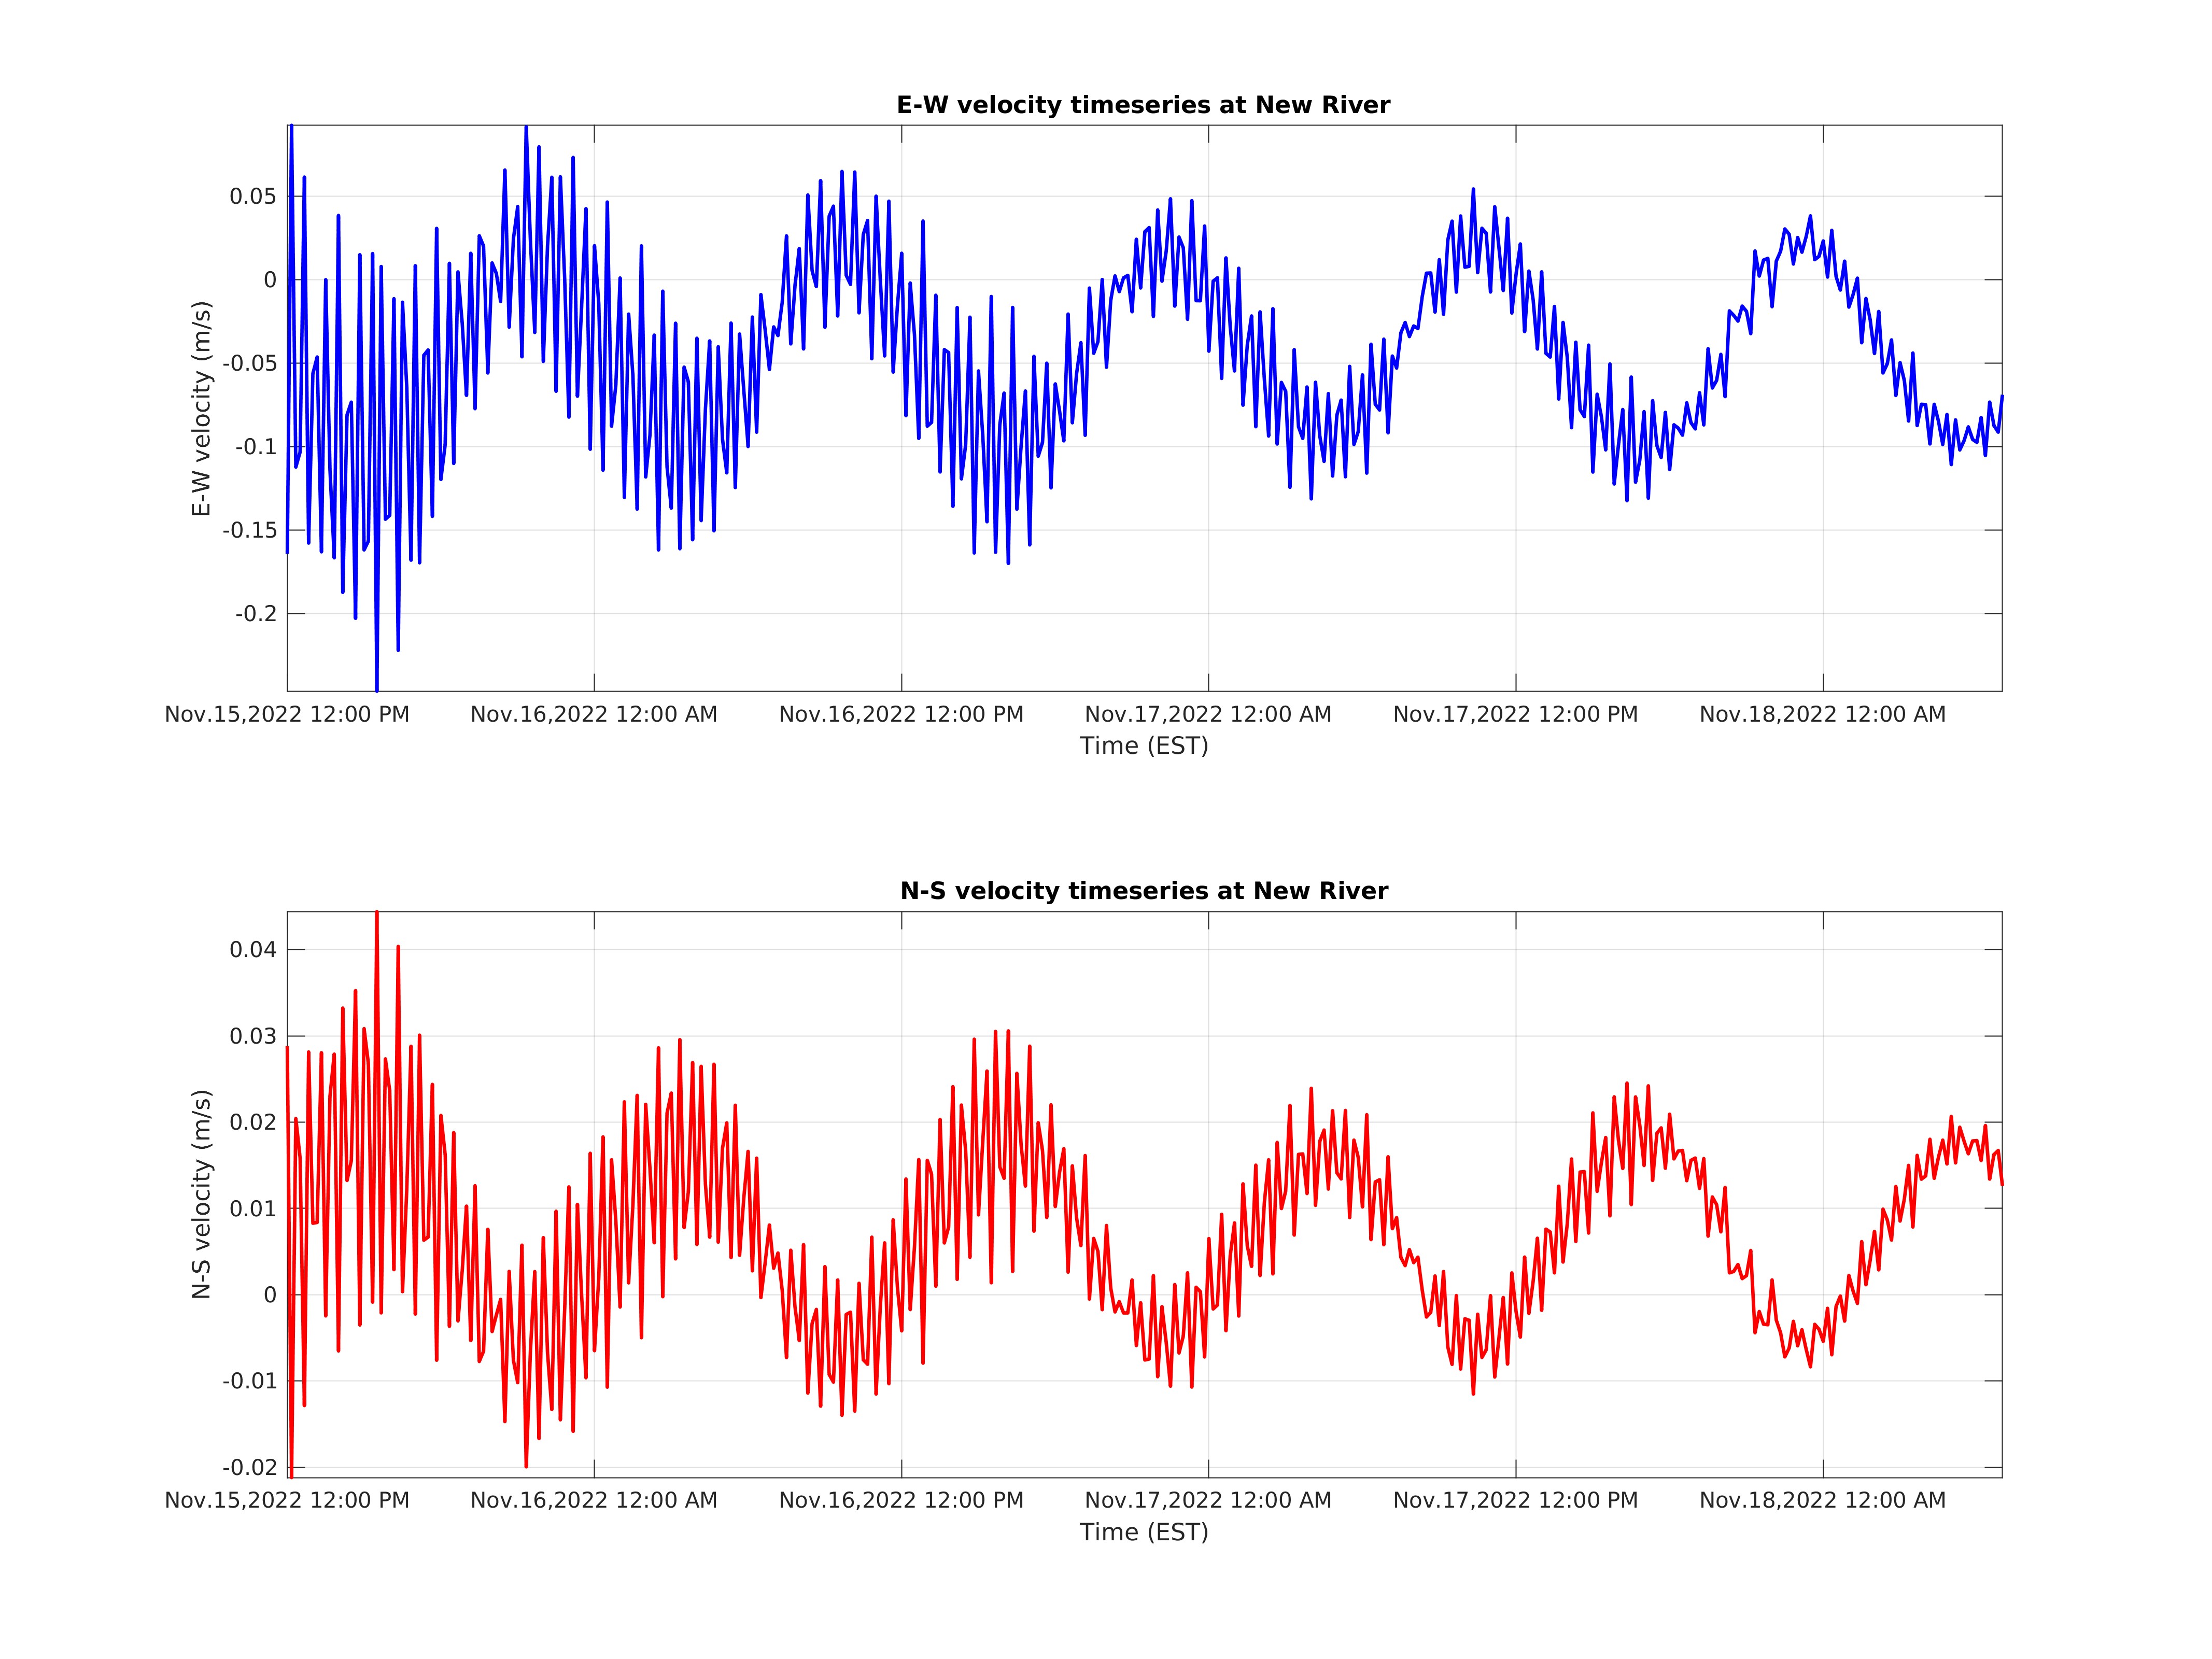 E-W velocity timeseries at New River
E-W velocity (m/s)
0.05
0
-0.05
-0.1
-0.15
-0.2
Nov.15,2022 12:00 PM Nov.16,2022 12:00 AM Nov.16,2022 12:00 PM Nov.17,2022 12:00 AM Nov.17,2022 12:00 PM Nov.18,2022 12:00 AM
Time (EST)
N-S velocity timeseries at New River
N-S velocity (m/s)
0.04
0.03
0.02
0.01
0
-0.01
-0.02
Nov.15,2022 12:00 PM Nov.16,2022 12:00 AM Nov.16,2022 12:00 PM Nov.17,2022 12:00 AM Nov.17,2022 12:00 PM Nov.18,2022 12:00 AM
Time (EST)